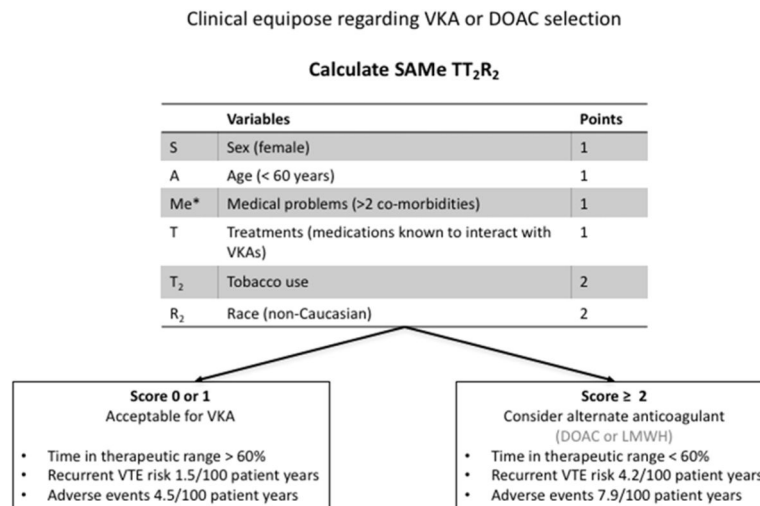 Clinical equipose regarding VKA or DOAC selection
Calculate SAMe TT₂R₂
Variables Points
S Sex (female) 1
A Age (< 60 years) 1
Me* Medical problems (>2 co-morbidities) 1
T Treatments (medications known to interact with 1
VKAs)
T₂ Tobacco use 2
R₂ Race (non-Caucasian) 2
Score 0 or 1
Acceptable for VKA
• Time in therapeutic range > 60%
• Recurrent VTE risk 1.5/100 patient years
• Adverse events 4.5/100 patient years
Score ≥ 2
Consider alternate anticoagulant
(DOAC or LMWH)
• Time in therapeutic range < 60%
• Recurrent VTE risk 4.2/100 patient years
• Adverse events 7.9/100 patient years